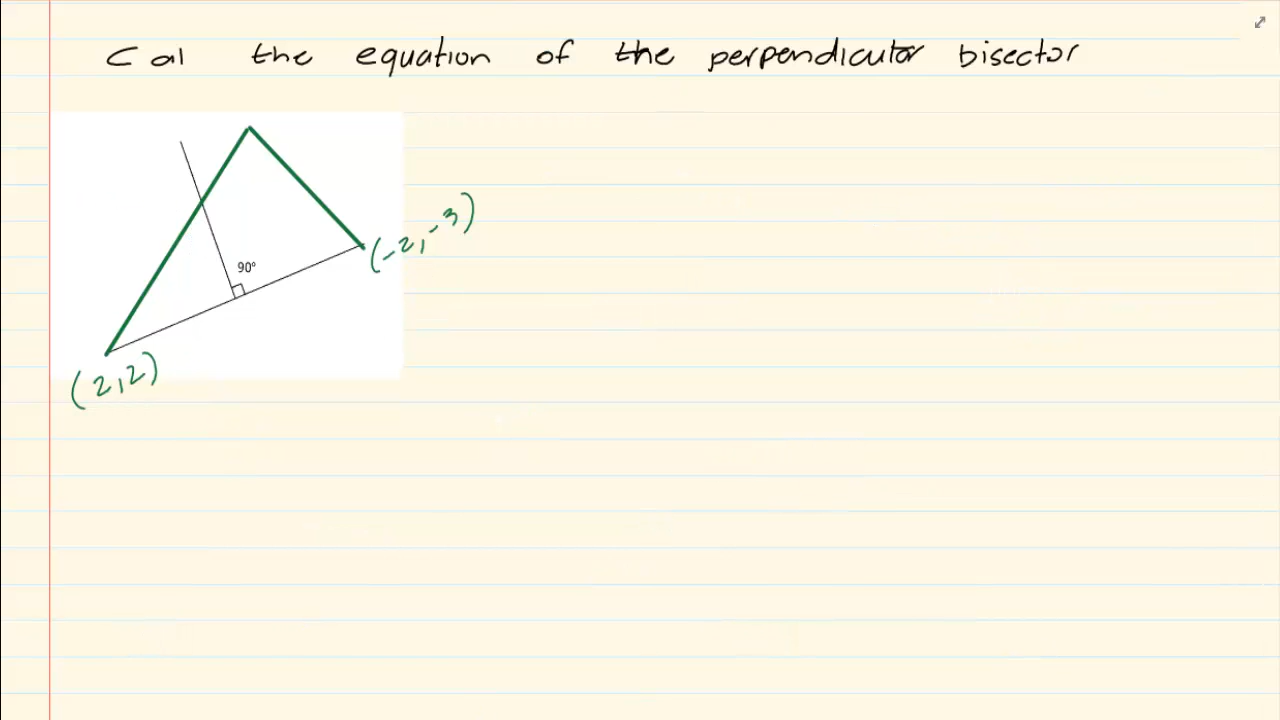 Cal the equation of the perpendicular bisector
90°
(-2, -3)
(2, 2)